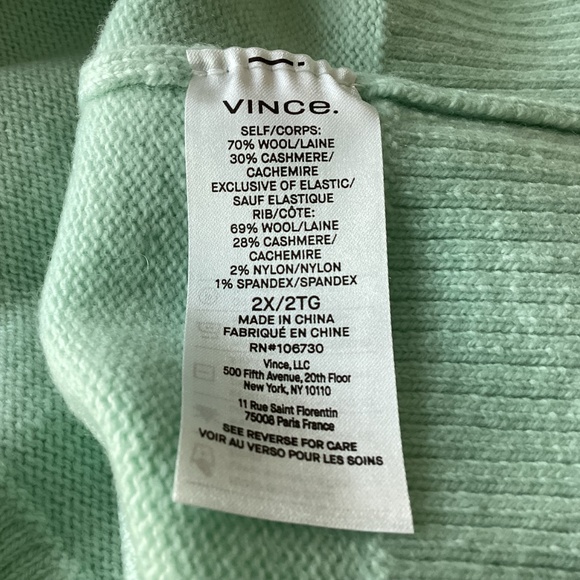 VINCE.
SELF/CORPS:
70% WOOL/LAINE
30% CASHMERE/
CACHEMIRE
EXCLUSIVE OF ELASTIC/
SAUF ELASTIQUE
RIB/CÔTE:
69% WOOL/LAINE
28% CASHMERE/
CACHEMIRE
2% NYLON/NYLON
1% SPANDEX/SPANDEX
2X/2TG
MADE IN CHINA
FABRIQUÉ EN CHINE
RN#106730
Vince, LLC
500 Fifth Avenue, 20th Floor
New York, NY 10110
11 Rue Saint Florentin
75008 Paris France
SEE REVERSE FOR CARE
VOIR AU VERSO POUR LES SOINS